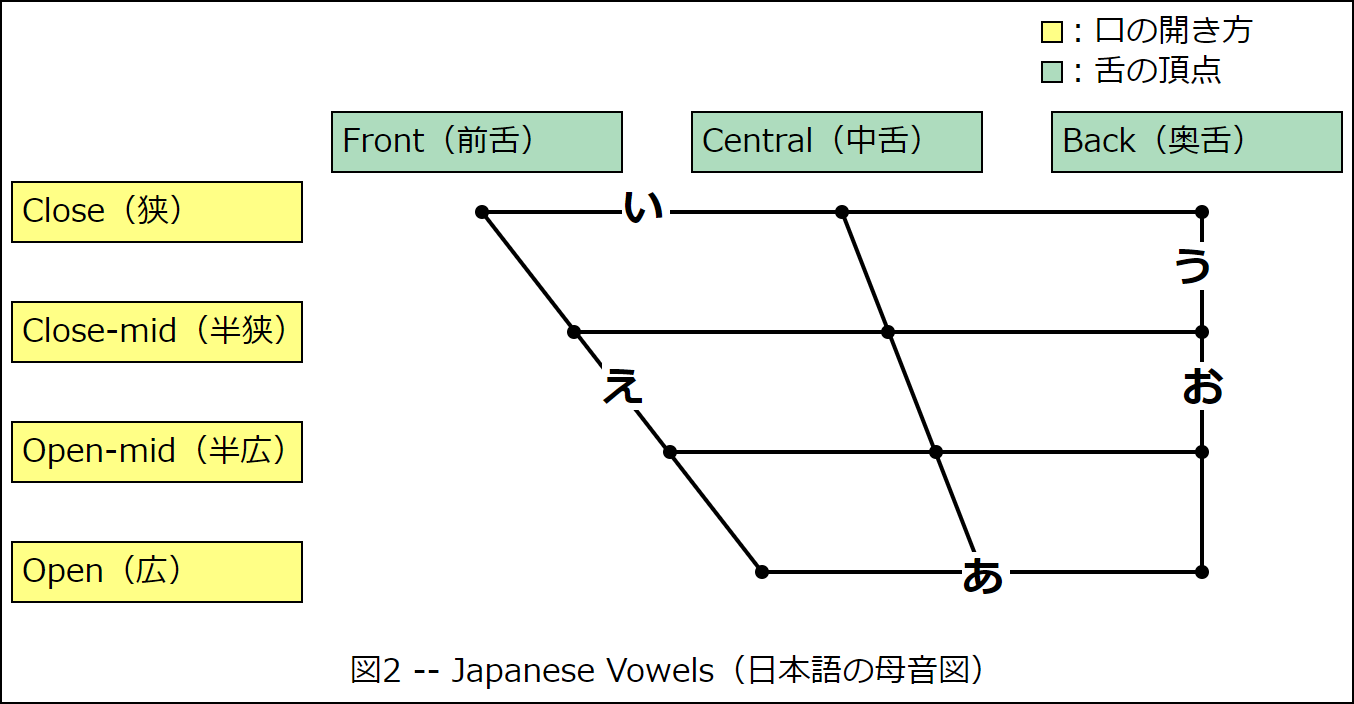 ：口の開き方
：舌の頂点
Front（前舌）
Central（中舌）
Back（奥舌）
Close（狭）
い
う
Close-mid（半狭）
え
お
Open-mid（半広）
Open（広）
あ
図2 -- Japanese Vowels（日本語の母音図）